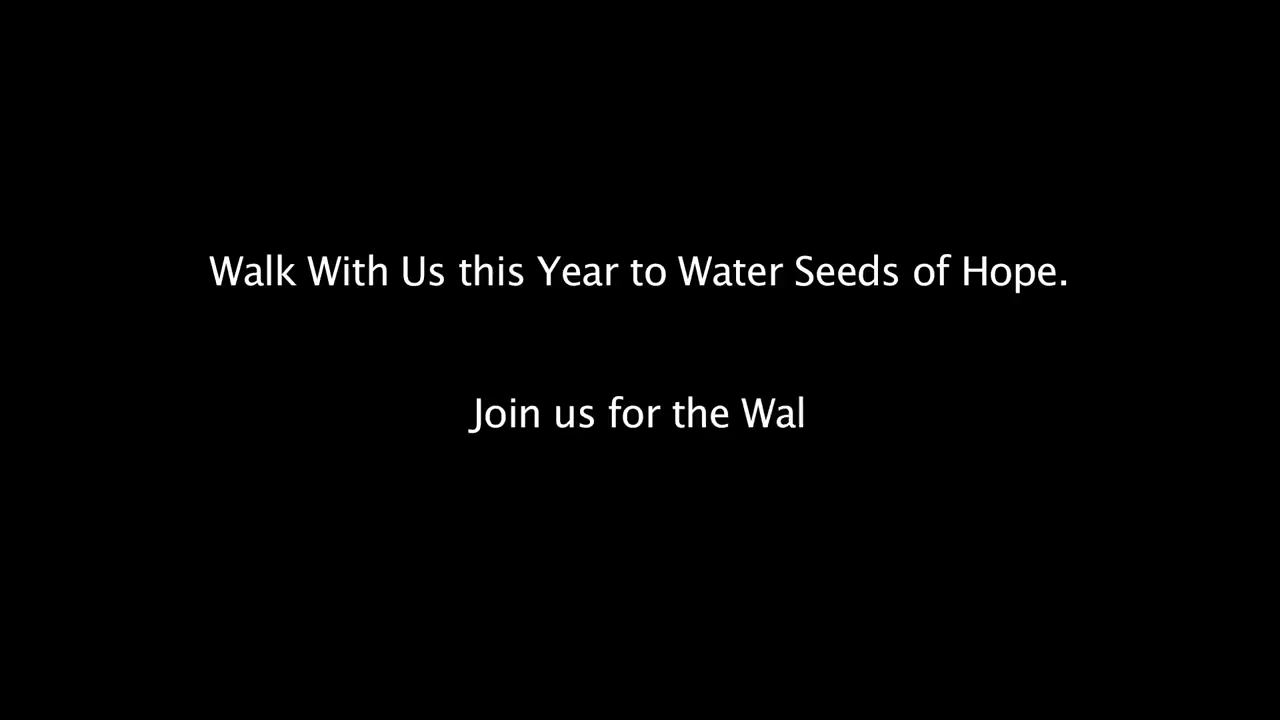 Walk With Us this Year to Water Seeds of Hope.
Join us for the Wal